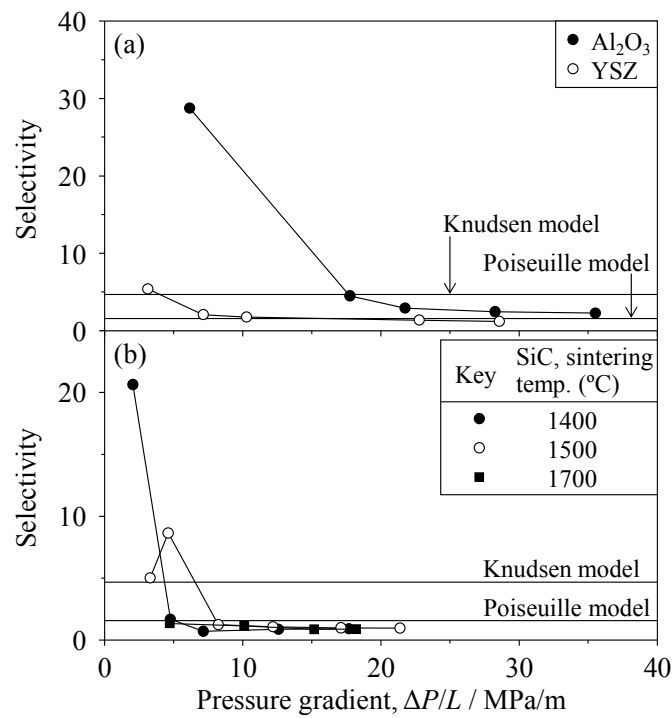 (a)
Al₂O₃
YSZ
40
30
20
10
0
Selectivity
Knudsen model
Poiseuille model
(b)
Key SiC, sintering
temp. (ºC)
1400
1500
1700
20
10
0
Selectivity
Knudsen model
Poiseuille model
0 10 20 30 40
Pressure gradient, ΔP/L / MPa/m